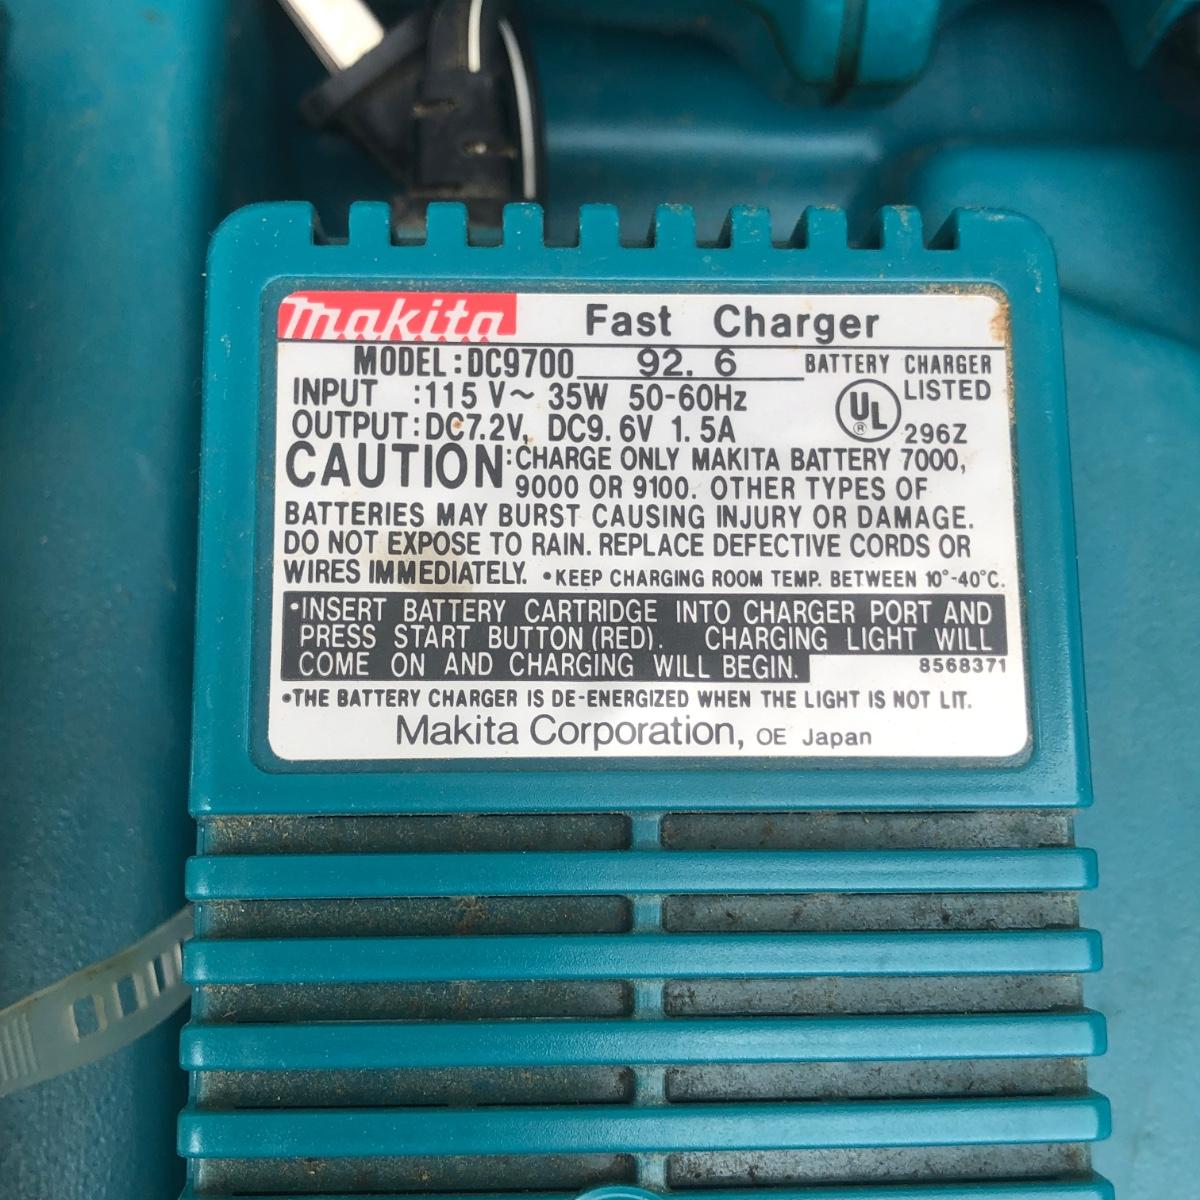 makita Fast Charger
MODEL:DC9700 92. 6 BATTERY CHARGER
INPUT :115 V~ 35W 50-60Hz LISTED
OUTPUT:DC7.2V, DC9. 6V 1. 5A UL ® 296Z
CAUTION:CHARGE ONLY MAKITA BATTERY 7000,
9000 OR 9100. OTHER TYPES OF
BATTERIES MAY BURST CAUSING INJURY OR DAMAGE.
DO NOT EXPOSE TO RAIN. REPLACE DEFECTIVE CORDS OR
WIRES IMMEDIATELY. •KEEP CHARGING ROOM TEMP. BETWEEN 10°-40°C.
•INSERT BATTERY CARTRIDGE INTO CHARGER PORT AND
PRESS START BUTTON (RED). CHARGING LIGHT WILL
COME ON AND CHARGING WILL BEGIN. 8568371
•THE BATTERY CHARGER IS DE-ENERGIZED WHEN THE LIGHT IS NOT LIT.
Makita Corporation, OE Japan